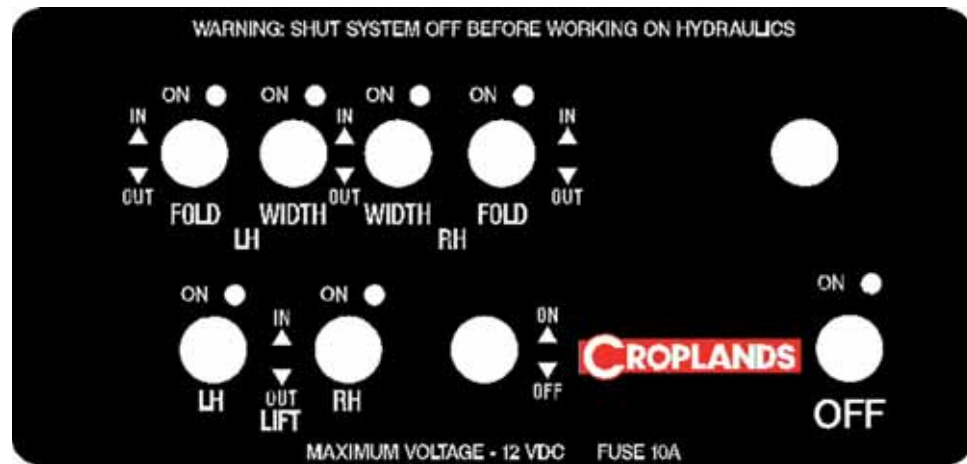 WARNING: SHUT SYSTEM OFF BEFORE WORKING ON HYDRAULICS
ON ON ON ON
IN IN IN
OUT OUT OUT
FOLD WIDTH WIDTH FOLD
LH RH
ON ON ON
IN ON
CROPLANDS
OUT OFF
LH LIFT RH OFF
MAXIMUM VOLTAGE - 12 VDC FUSE 10A